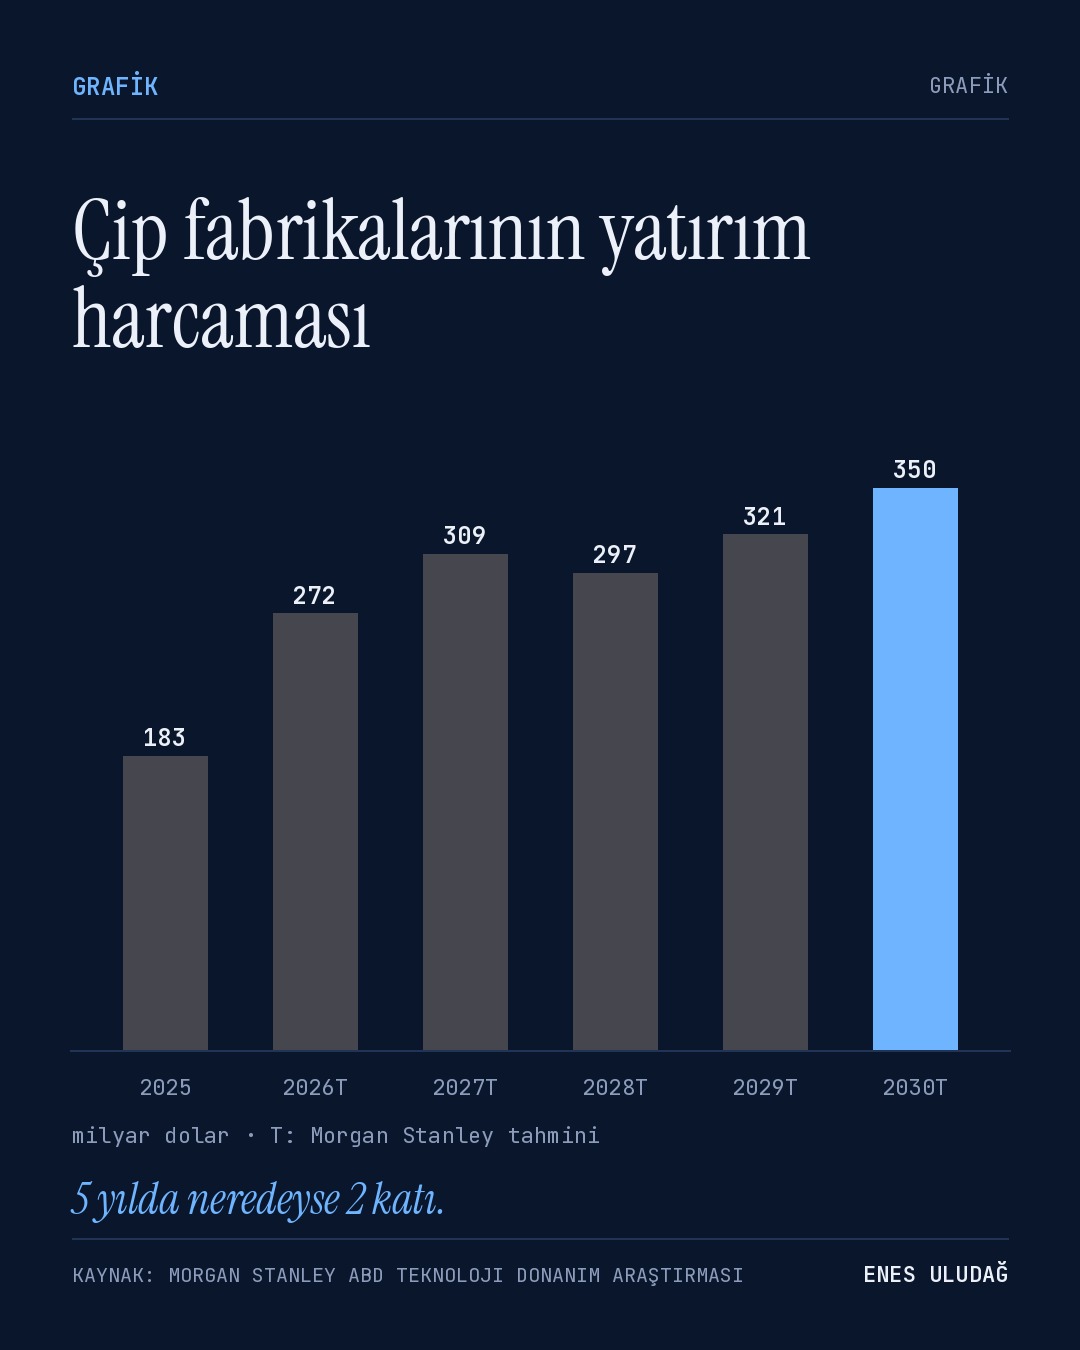 GRAFİK
GRAFİK
Çip fabrikalarının yatırım
harcaması
183
272
309
297
321
350
2025
2026T
2027T
2028T
2029T
2030T
milyar dolar · T: Morgan Stanley tahmini
5 yılda neredeyse 2 katı.
KAYNAK: MORGAN STANLEY ABD TEKNOLOJI DONANIM ARAŞTIRMASI
ENES ULUDAĞ